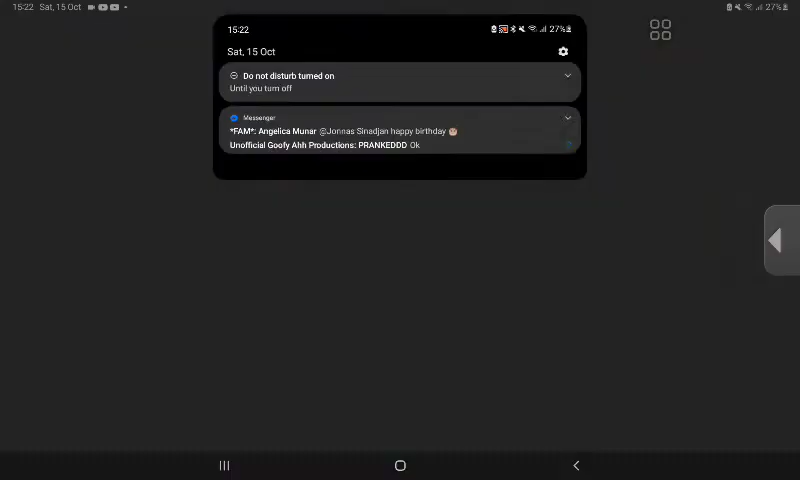 15:22 Sat, 15 Oct
27%
15:22
27%
Sat, 15 Oct
Do not disturb turned on
Until you turn off
Messenger
*FAM*: Angelica Munar @Jonnas Sinadjan happy birthday
Unofficial Goofy Ahh Productions: PRANKEDDD Ok